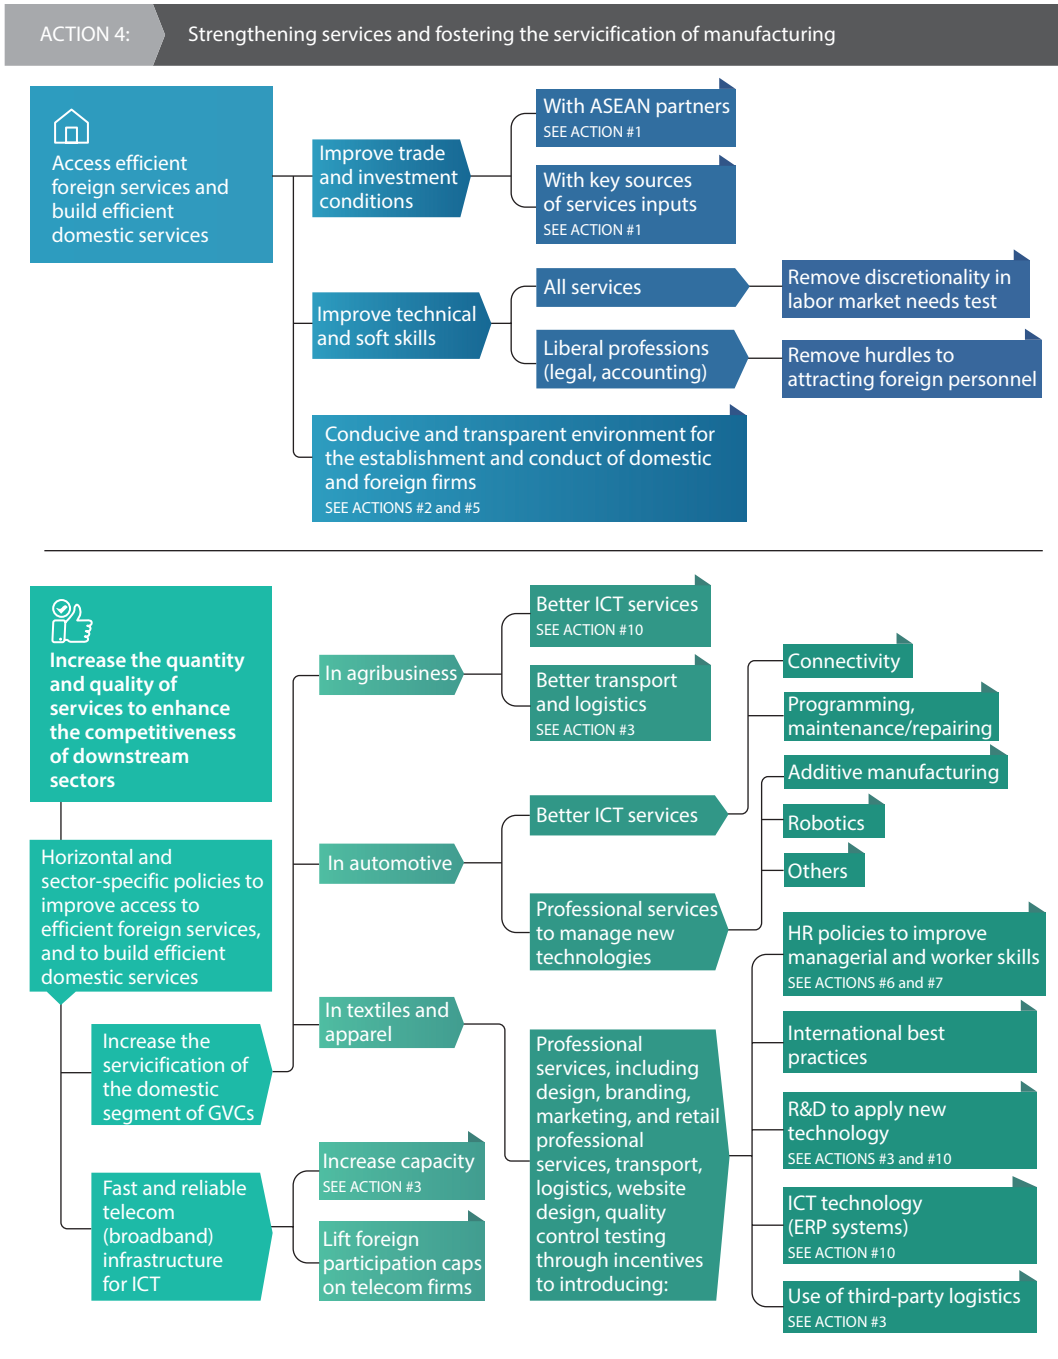 ACTION 4:
Strengthening services and fostering the servicification of manufacturing
Access efficient
foreign services and
build efficient
domestic services
Improve trade
and investment
conditions
With ASEAN partners
SEE ACTION #1
With key sources
of services inputs
SEE ACTION #1
Improve technical
and soft skills
All services
Remove discretionality in
labor market needs test
Liberal professions
(legal, accounting)
Remove hurdles to
attracting foreign personnel
Conducive and transparent environment for
the establishment and conduct of domestic
and foreign firms
SEE ACTIONS #2 and #5
Increase the quantity
and quality of
services to enhance
the competitiveness
of downstream
sectors
Horizontal and
sector-specific policies to
improve access to
efficient foreign services,
and to build efficient
domestic services
Increase the
servicification of
the domestic
segment of GVCs
In agribusiness
Better ICT services
SEE ACTION #10
Better transport
and logistics
SEE ACTION #3
In automotive
Better ICT services
Connectivity
Programming,
maintenance/repairing
Professional services
to manage new
technologies
Additive manufacturing
Robotics
Others
In textiles and
apparel
Professional
services, including
design, branding,
marketing, and retail
professional
services, transport,
logistics, website
design, quality
control testing
through incentives
to introducing:
HR policies to improve
managerial and worker skills
SEE ACTIONS #6 and #7
International best
practices
R&D to apply new
technology
SEE ACTIONS #3 and #10
ICT technology
(ERP systems)
SEE ACTION #10
Use of third-party logistics
SEE ACTION #3
Fast and reliable
telecom
(broadband)
infrastructure
for ICT
Increase capacity
SEE ACTION #3
Lift foreign
participation caps
on telecom firms